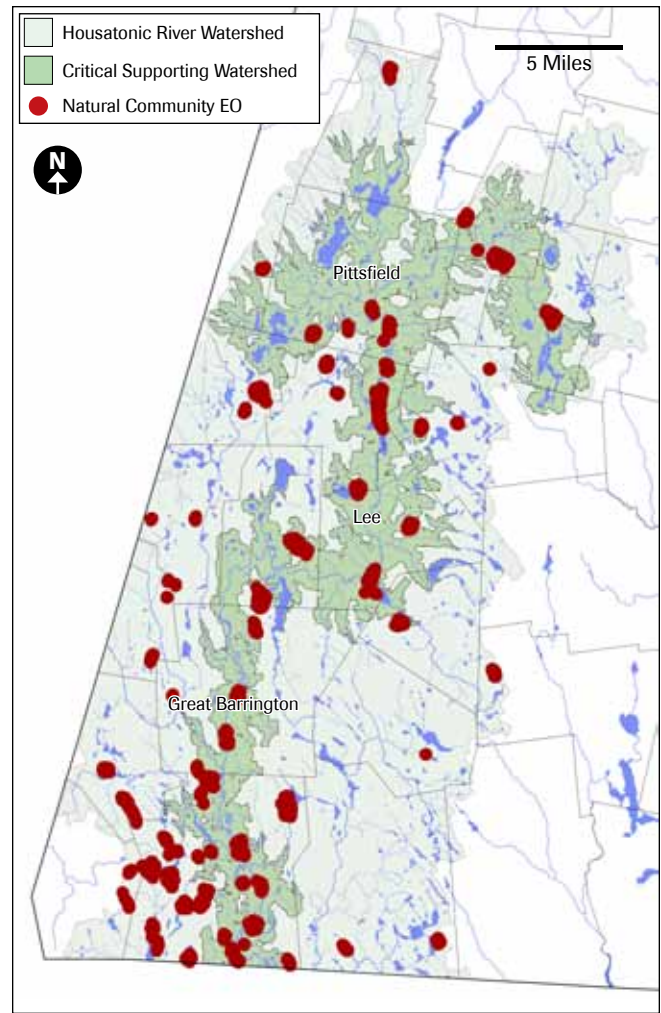 Housatonic River Watershed
Critical Supporting Watershed
Natural Community EO
5 Miles
N
Pittsfield
Lee
Great Barrington